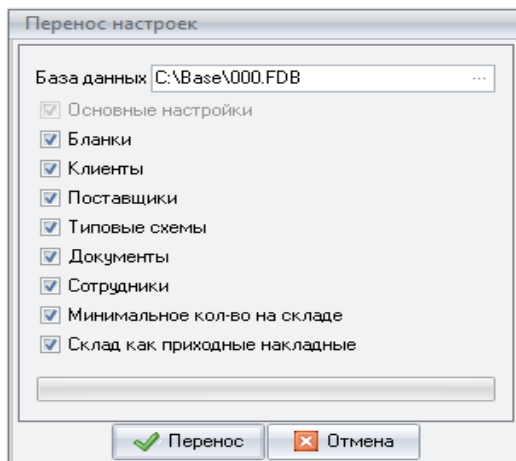 Перенос настроек
База данных C:\Base\000.FDB ...
Основные настройки
Бланки
Клиенты
Поставщики
Типовые схемы
Документы
Сотрудники
Минимальное кол-во на складе
Склад как приходные накладные
Перенос Отмена